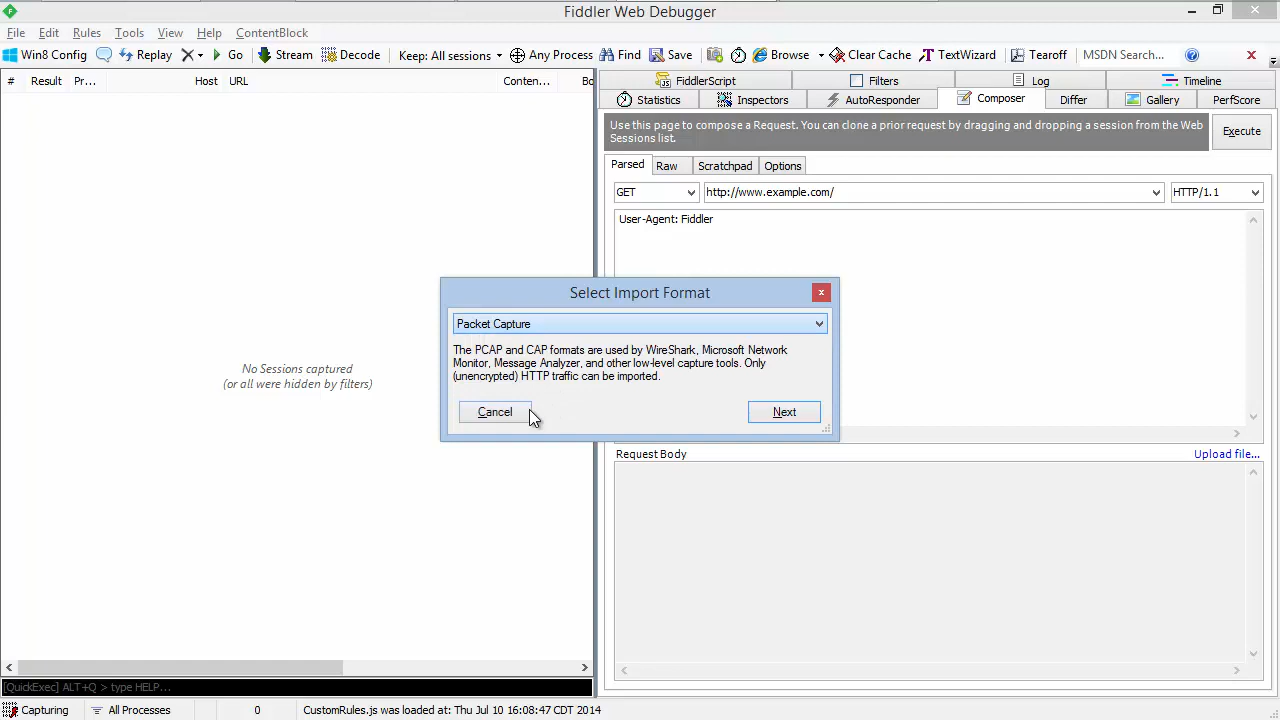 Fiddler Web Debugger
File Edit Rules Tools View Help ContentBlock
Win8 Config Replay Go Stream Decode Keep: All sessions Any Process Find Save Browse Clear Cache TextWizard Tearoff MSDN Search...
# Result Pr... Host URL Conten... Bo
FiddlerScript Filters Log Timeline
Statistics Inspectors AutoResponder Composer Differ Gallery PerfScore
Use this page to compose a Request. You can clone a prior request by dragging and dropping a session from the Web
Sessions list.
Execute
Parsed Raw Scratchpad Options
GET http://www.example.com/ HTTP/1.1
User-Agent: Fiddler
Select Import Format
Packet Capture
The PCAP and CAP formats are used by WireShark, Microsoft Network
Monitor, Message Analyzer, and other low-level capture tools. Only
(unencrypted) HTTP traffic can be imported.
Cancel Next
No Sessions captured
(or all were hidden by filters)
Request Body Upload file...
[QuickExec] ALT+Q > type HELP...
Capturing All Processes 0 CustomRules.js was loaded at: Thu Jul 10 16:08:47 CDT 2014